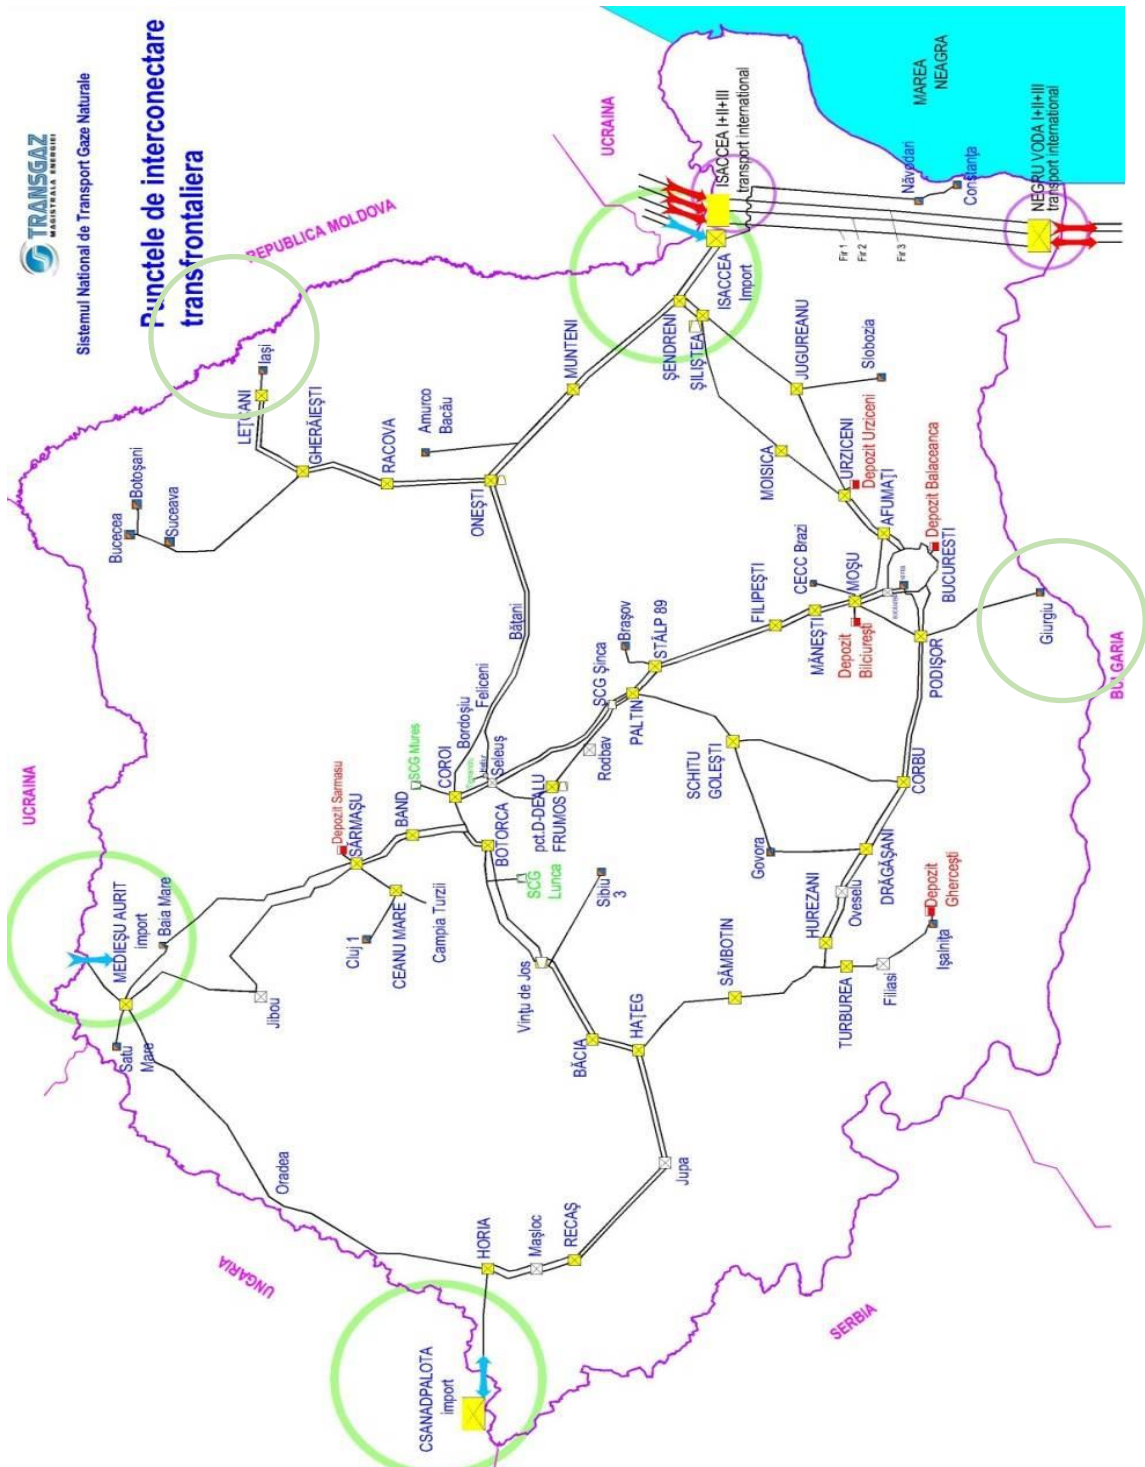 TRANSGAZ
MAGISTRALA ENERGIEI
Sistemul National de Transport Gaze Naturale
Punctele de interconectare
transfrontaliera
UCRAINA
REPUBLICA MOLDOVA
UCRAINA
UNGARIA
SERBIA
BULGARIA
MAREA
NEAGRA
ISACCEA I+II+III
transport international
NEGRU VODA I+II+III
transport international
Năvodari
Constanța
Fir 1
Fir 2
Fir 3
ISACCEA
Import
ȘENDRENI
ȘILIȘTEA
MUNTENI
JUGUREANU
Slobozia
MOISICA
URZICENI
Depozit Urziceni
AFUMAȚI
Depozit Balaceanca
BUCURESTI
Iași
LEȚCANI
GHERĂIEȘTI
RACOVA
Amurco
Bacău
ONEȘTI
Botoșani
Bucecea
Suceava
Bățani
Feliceni
Bordoșiu
CECC Brazi
MOȘU
FILIPEȘTI
MĂNEȘTI
Depozit
Bilciurești
PODIȘOR
Giurgiu
Brașov
STÂLP 89
SCG Șinca
PALTIN
Rodbav
SCHITU
GOLEȘTI
CORBU
SCG Mures
COROI
Seleuș
pct.D-DEALU
FRUMOS
BOTORCA
BAND
Depozit Sarmasu
SĂRMAȘU
SCG
Lunca
Sibiu
3
Govora
DRĂGĂȘANI
Oveselu
HUREZANI
Depozit
Ghercești
Ișalnița
Filiasi
TURBUREA
SÂMBOTIN
Cluj 1
CEANU MARE
Campia Turzii
MEDIEȘU AURIT
import
Baia Mare
Jibou
Satu
Mare
Vințu de Jos
BĂCIA
HAȚEG
Jupa
Oradea
HORIA
Mașloc
RECAȘ
CSANADPALOTA
import